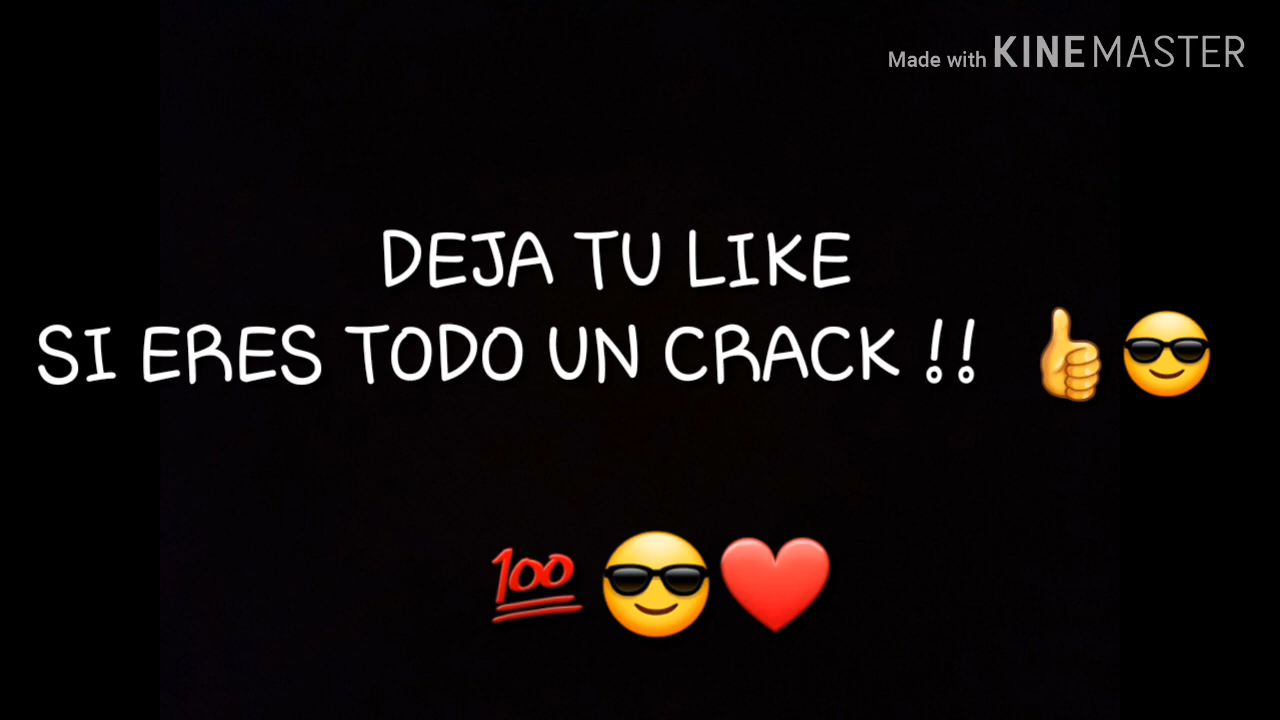 Made with KINEMASTER
DEJA TU LIKE
SI ERES TODO UN CRACK !! 👍😎
💯😎❤️